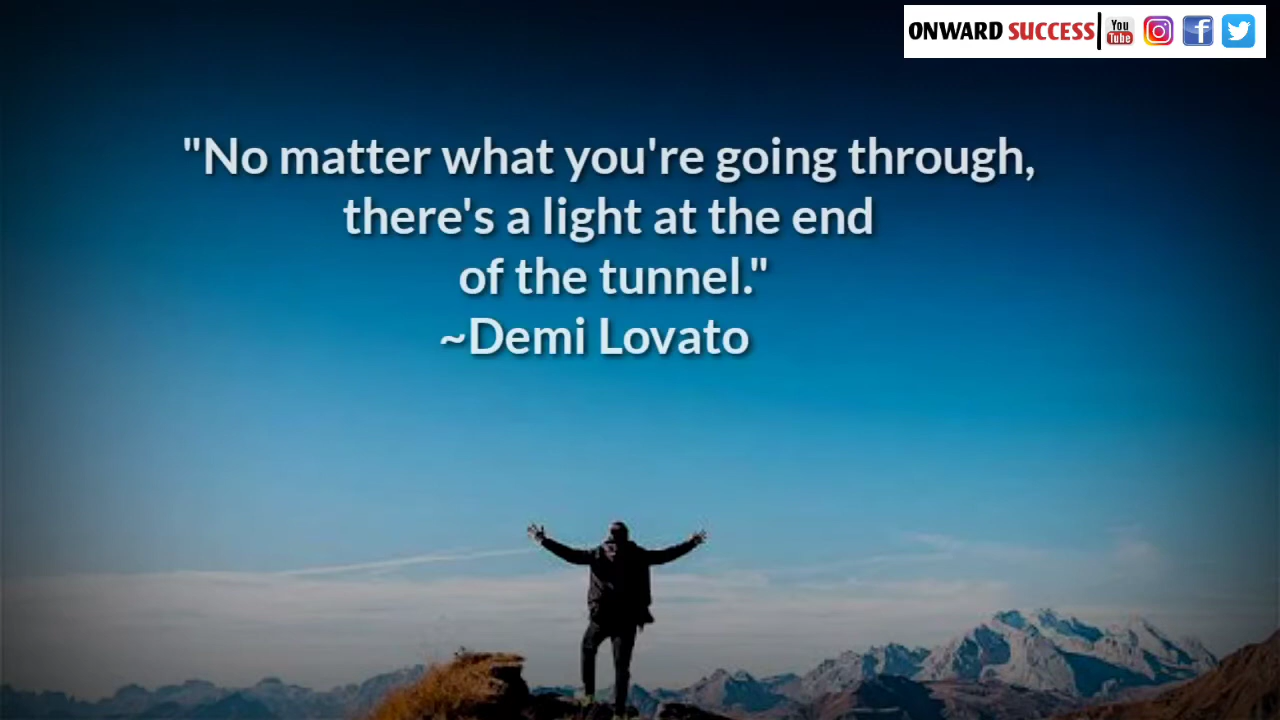 ONWARD SUCCESS
You
Tube
"No matter what you're going through,
there's a light at the end
of the tunnel."
~Demi Lovato